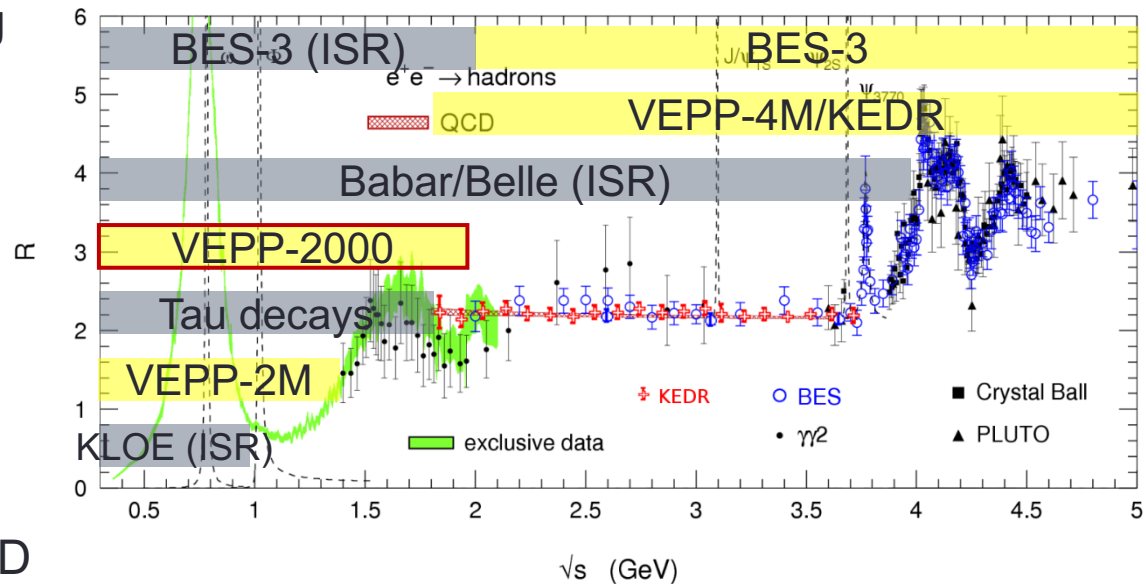 BES-3 (ISR)
BES-3
J/ψ1S
ψ2S
e+e− → hadrons
ψ3770
VEPP-4M/KEDR
QCD
Babar/Belle (ISR)
VEPP-2000
Tau decays
VEPP-2M
KLOE (ISR)
KEDR
BES
Crystal Ball
γγ2
PLUTO
exclusive data
R
6
5
4
3
2
1
0
0.5 1 1.5 2 2.5 3 3.5 4 4.5 5
√s (GeV)
D